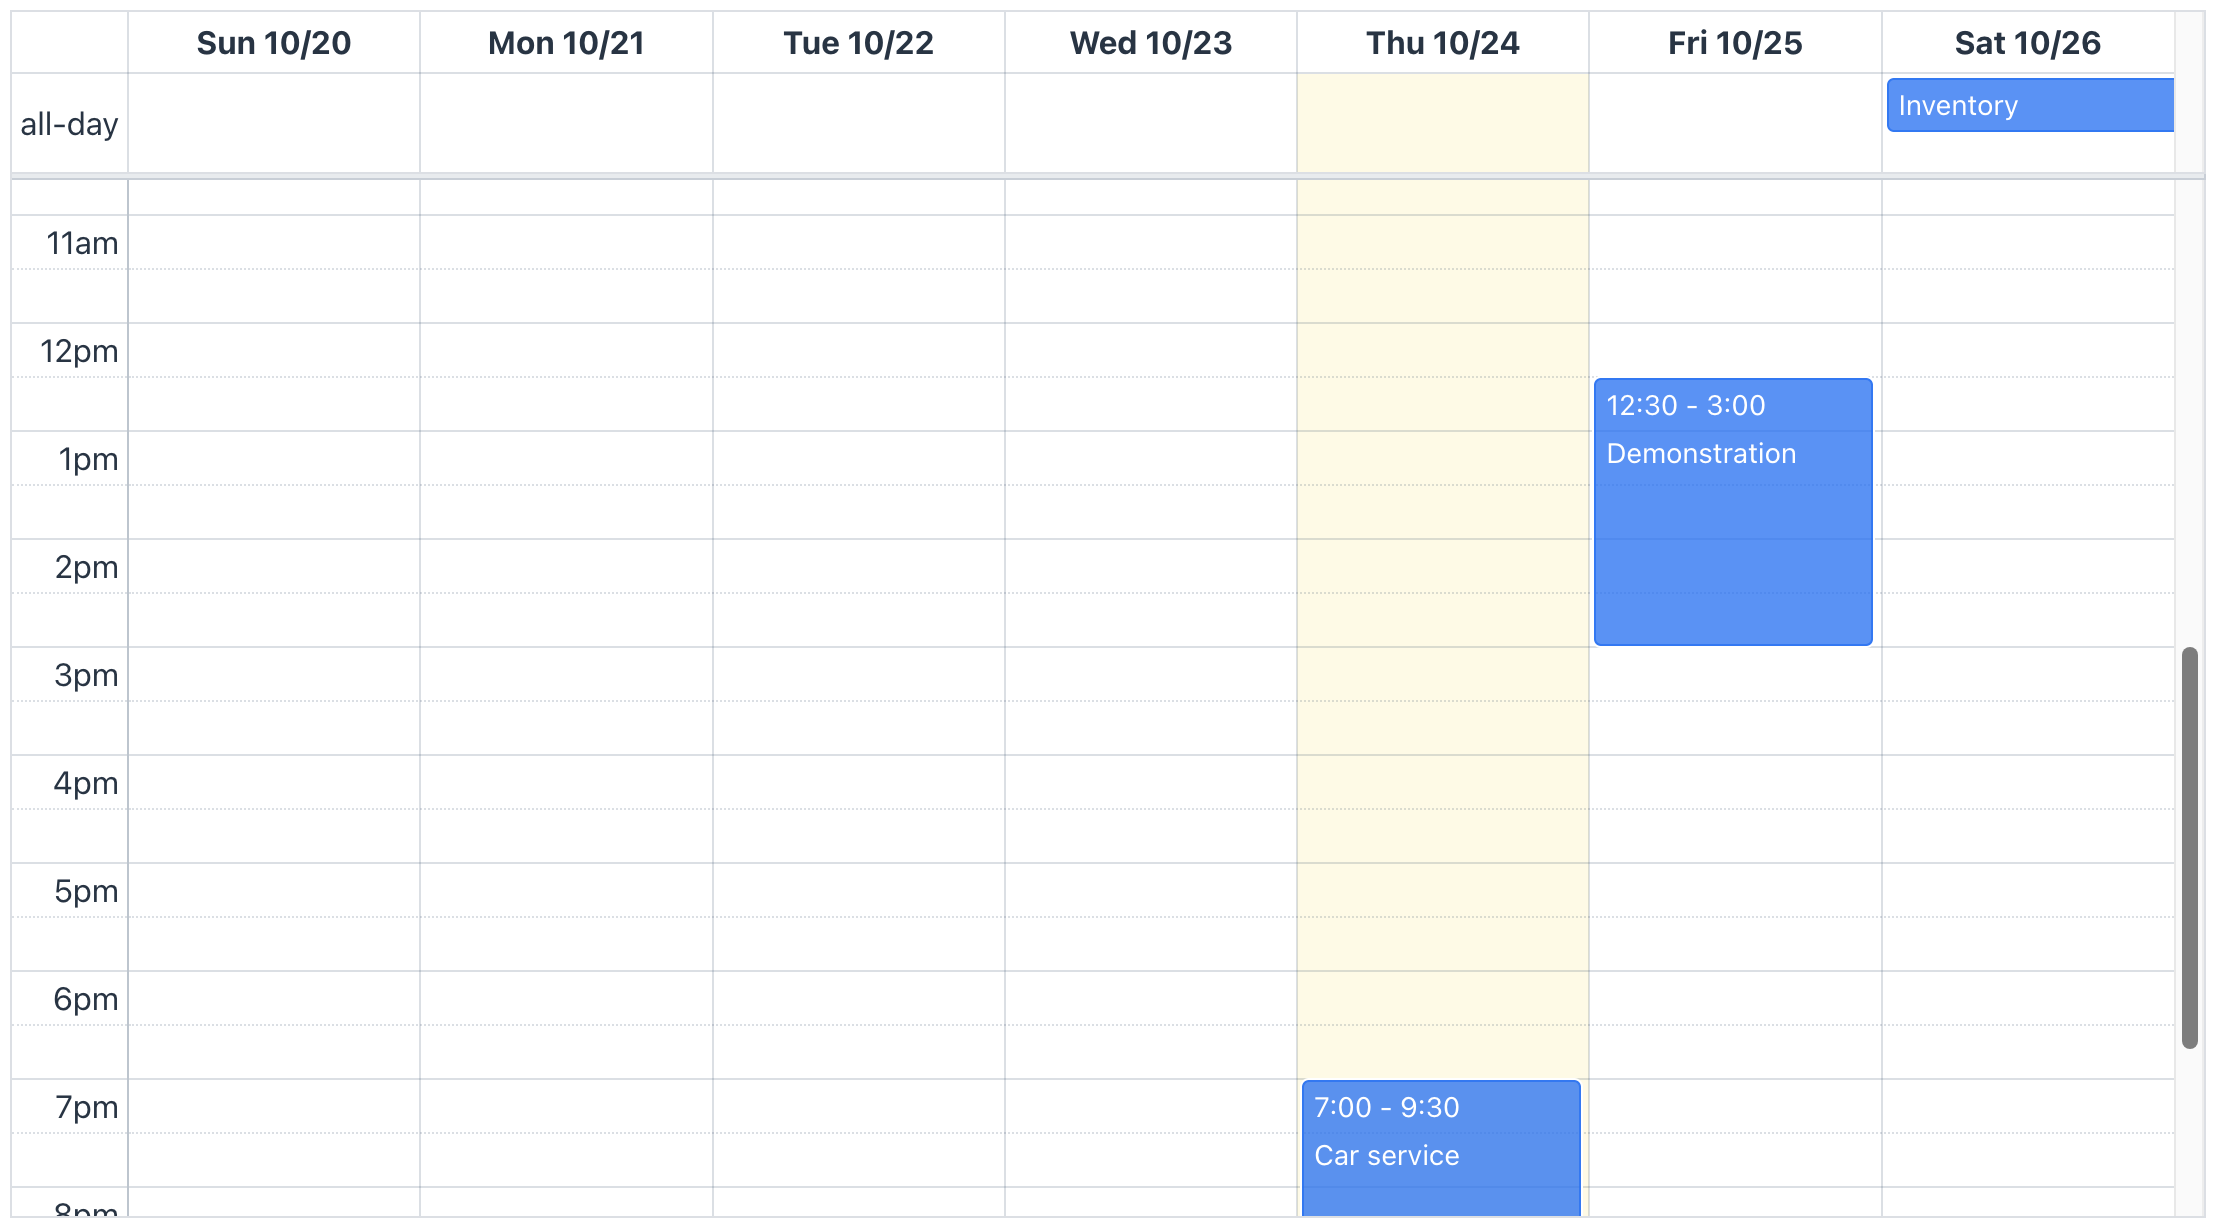 Sun 10/20 Mon 10/21 Tue 10/22 Wed 10/23 Thu 10/24 Fri 10/25 Sat 10/26
all-day Inventory
11am
12pm
12:30 - 3:00
1pm Demonstration
2pm
3pm
4pm
5pm
6pm
7pm 7:00 - 9:30
Car service
8pm